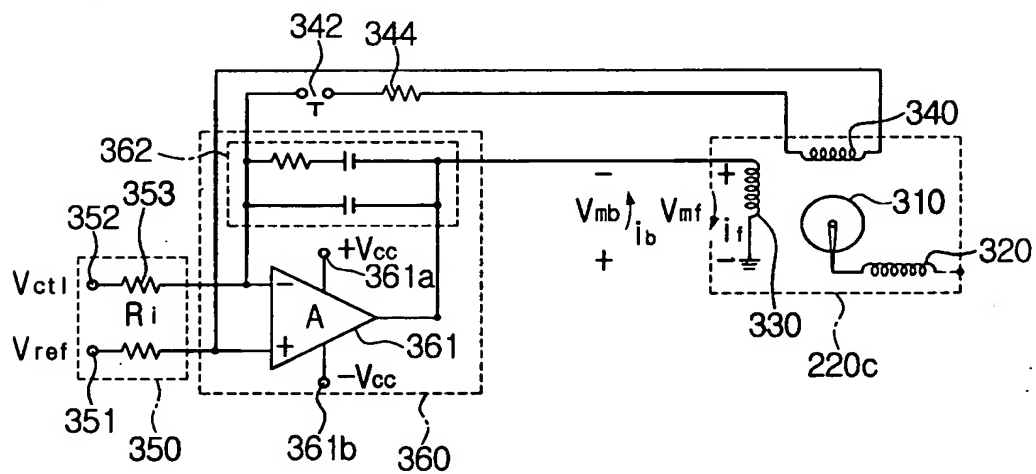 342
344
362
340
353
352
310
Vmb
ib
Vmf
if
320
+Vcc
361a
Vctl
Ri
A
361
330
Vref
-Vcc
220c
351
350
361b
360